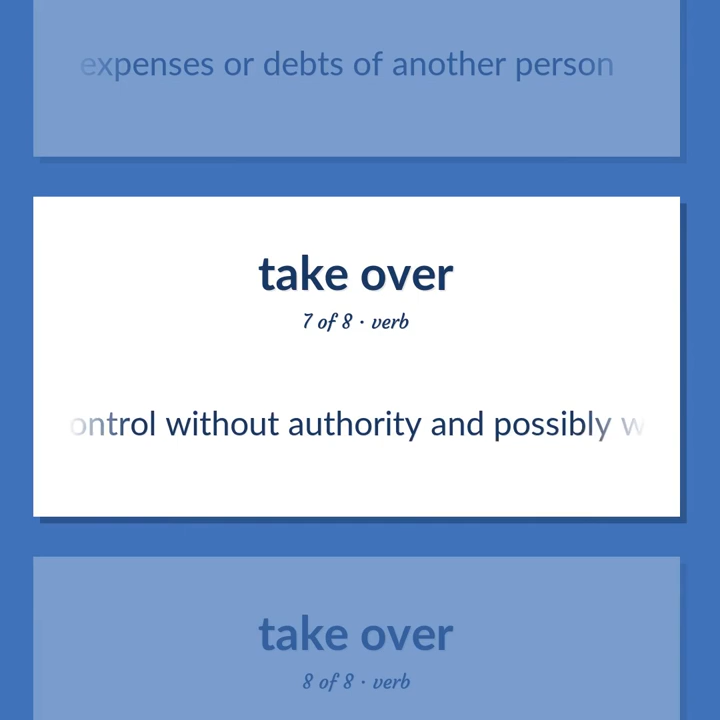 expenses or debts of another person
take over
7 of 8 · verb
ontrol without authority and possibly w
take over
8 of 8 · verb